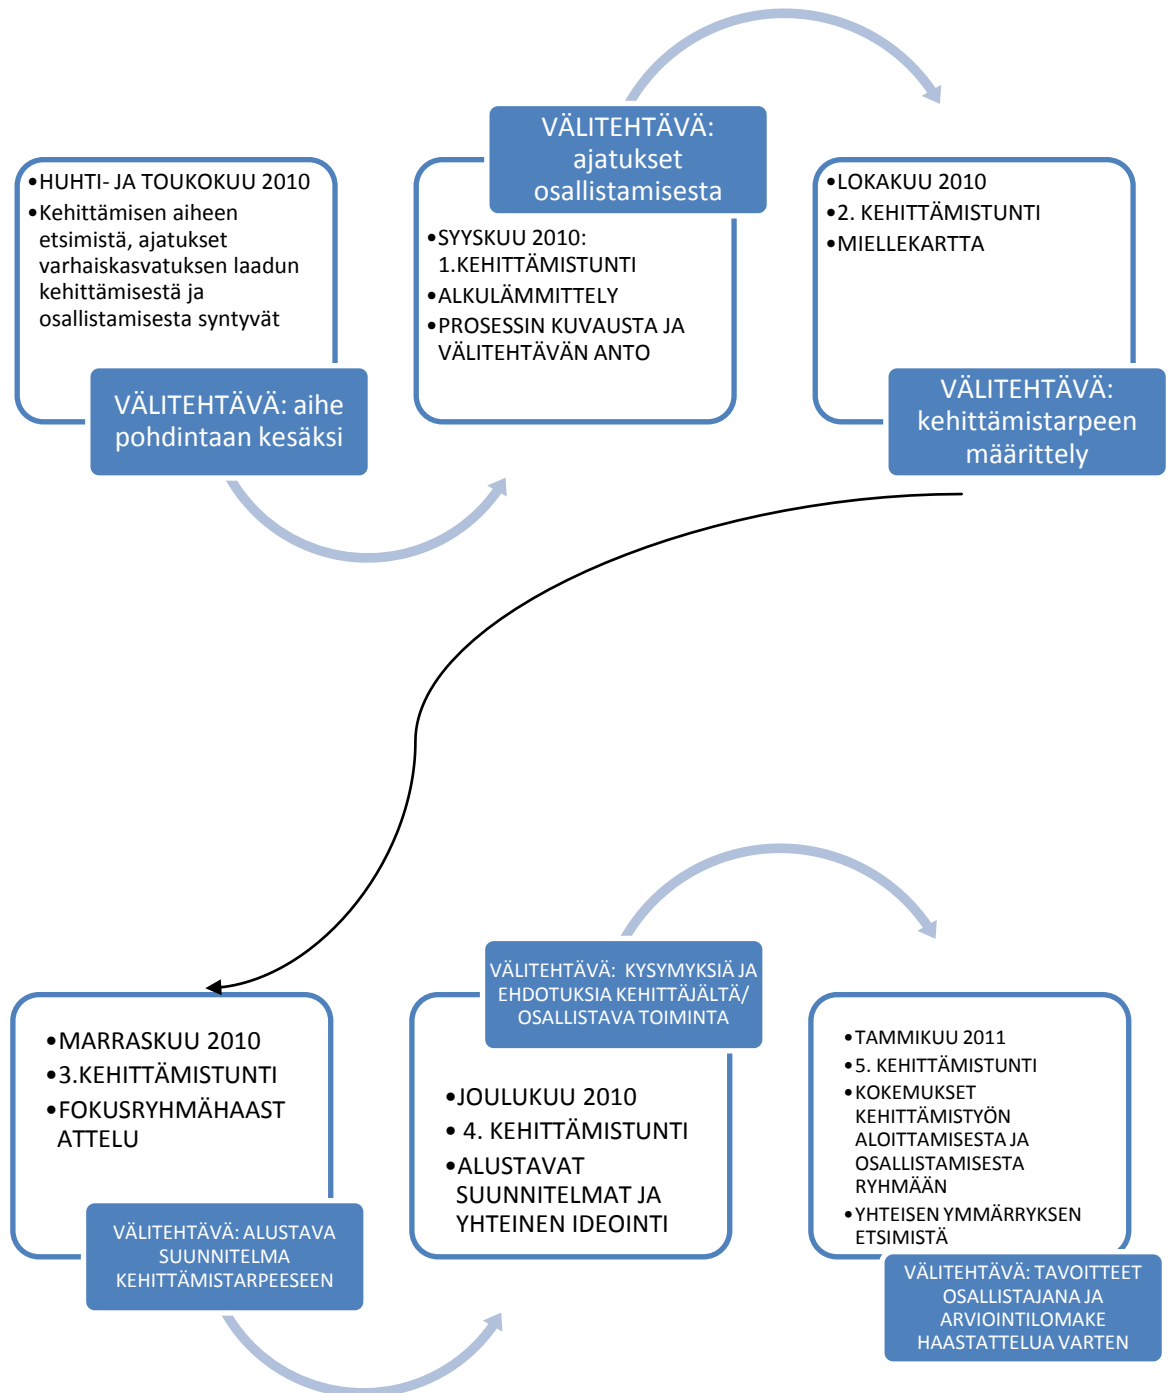 •HUHTI- JA TOUKOKUU 2010
•Kehittämisen aiheen
etsimistä, ajatukset
varhaiskasvatuksen laadun
kehittämisestä ja
osallistamisesta syntyvät
VÄLITEHTÄVÄ: aihe
pohdintaan kesäksi
VÄLITEHTÄVÄ:
ajatukset
osallistamisesta
•SYYSKUU 2010:
1.KEHITTÄMISTUNTI
•ALKULÄMMITTELY
•PROSESSIN KUVAUSTA JA
VÄLITEHTÄVÄN ANTO
•LOKAKUU 2010
•2. KEHITTÄMISTUNTI
•MIELLEKARTTA
VÄLITEHTÄVÄ:
kehittämistarpeen
määrittely
•MARRASKUU 2010
•3.KEHITTÄMISTUNTI
•FOKUSRYHMÄHAAST
ATTELU
VÄLITEHTÄVÄ: ALUSTAVA
SUUNNITELMA
KEHITTÄMISTARPEESEEN
VÄLITEHTÄVÄ: KYSYMYKSIÄ JA
EHDOTUKSIA KEHITTÄJÄLTÄ/
OSALLISTAVA TOIMINTA
•JOULUKUU 2010
• 4. KEHITTÄMISTUNTI
•ALUSTAVAT
SUUNNITELMAT JA
YHTEINEN IDEOINTI
•TAMMIKUU 2011
•5. KEHITTÄMISTUNTI
•KOKEMUKSET
KEHITTÄMISTYÖN
ALOITTAMISESTA JA
OSALLISTAMISESTA
RYHMÄÄN
•YHTEISEN YMMÄRRYKSEN
ETSIMISTÄ
VÄLITEHTÄVÄ: TAVOITTEET
OSALLISTAJANA JA
ARVIOINTILOMAKE
HAASTATTELUA VARTEN